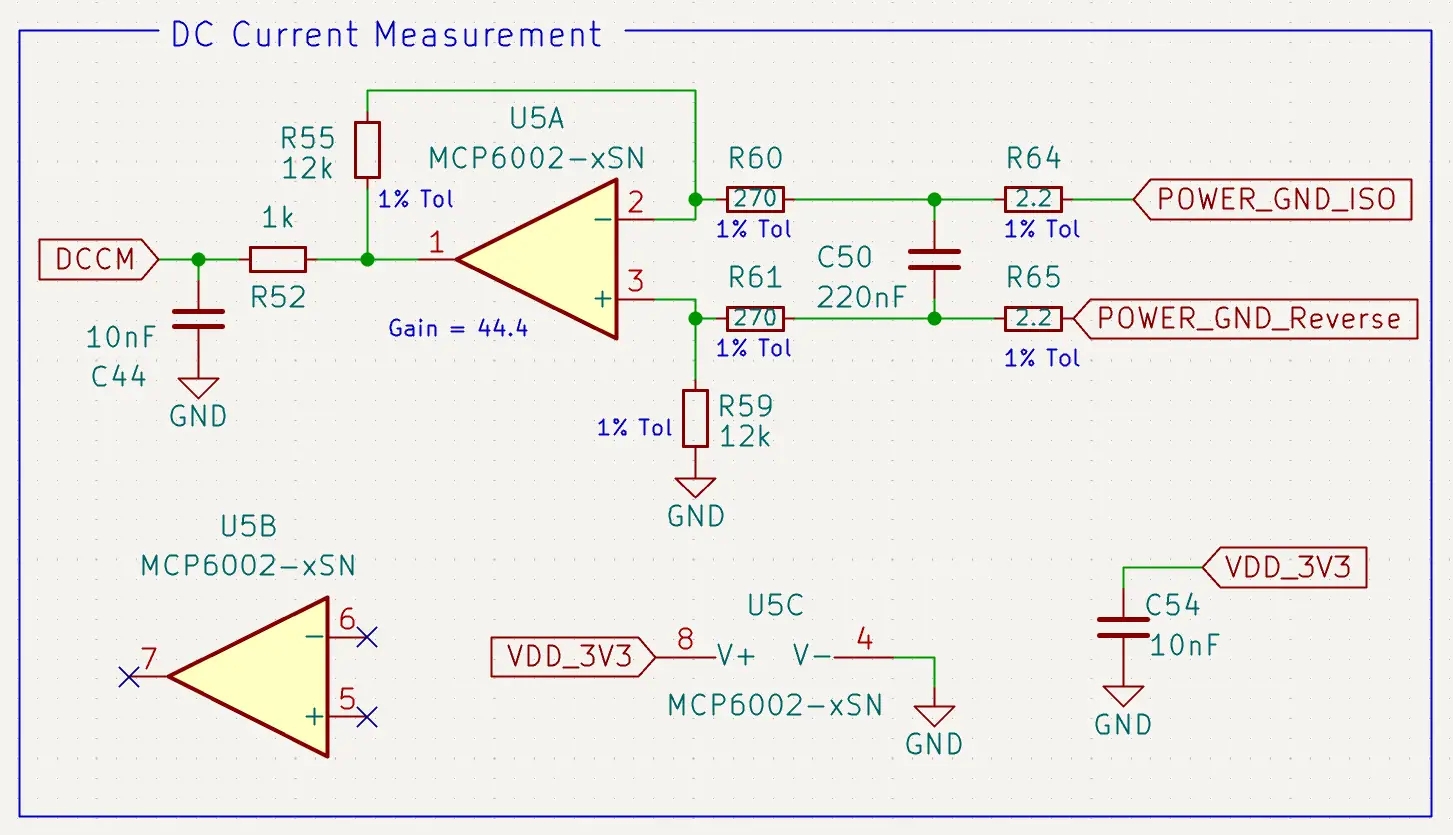 DC Current Measurement
U5A
MCP6002-xSN
R55
12k
1% Tol
R60
270
1% Tol
R64
2.2
1% Tol
POWER_GND_ISO
2
−
1k
1
DCCM
R52
C50
220nF
3
+
R61
270
1% Tol
R65
2.2
1% Tol
POWER_GND_Reverse
Gain = 44.4
10nF
C44
GND
1% Tol
R59
12k
GND
U5B
MCP6002-xSN
6
−
7
5
+
U5C
VDD_3V3
8
V+
V−
4
MCP6002-xSN
GND
VDD_3V3
C54
10nF
GND